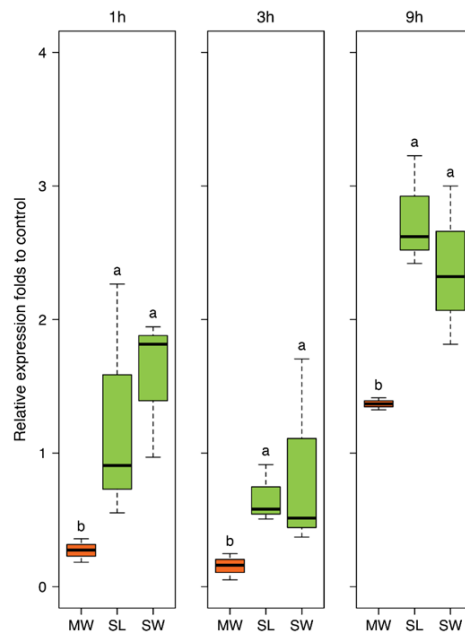 1h 3h 9h
Relative expression folds to control
4
3
2
1
0
a a b
a a b
a a b
MW SL SW MW SL SW MW SL SW